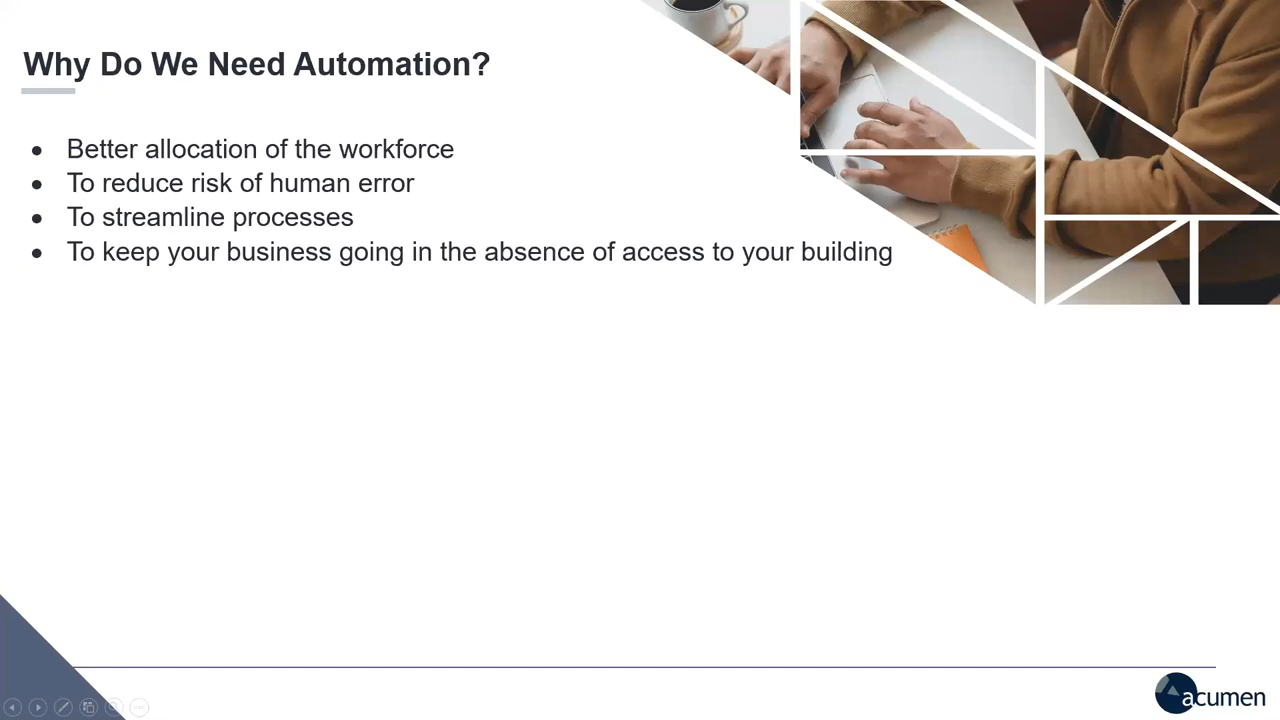 Why Do We Need Automation?
• Better allocation of the workforce
• To reduce risk of human error
• To streamline processes
• To keep your business going in the absence of access to your building
acumen